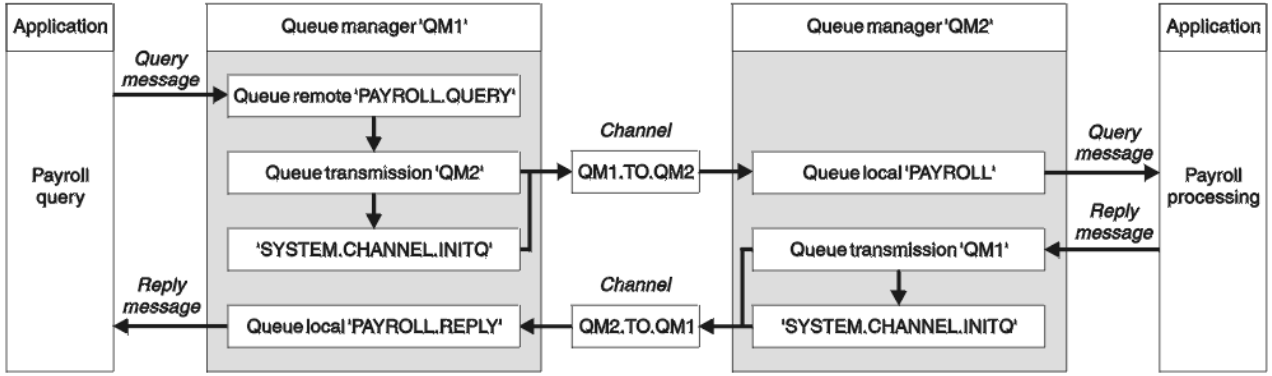 Application
Queue manager 'QM1'
Queue manager 'QM2'
Application
Query
message
Queue remote 'PAYROLL.QUERY'
Channel
Query
message
Payroll
query
Queue transmission 'QM2'
QM1.TO.QM2
Queue local 'PAYROLL'
Payroll
processing
Reply
message
'SYSTEM.CHANNEL.INITQ'
Queue transmission 'QM1'
Reply
message
Channel
Queue local 'PAYROLL.REPLY'
QM2.TO.QM1
'SYSTEM.CHANNEL.INITQ'